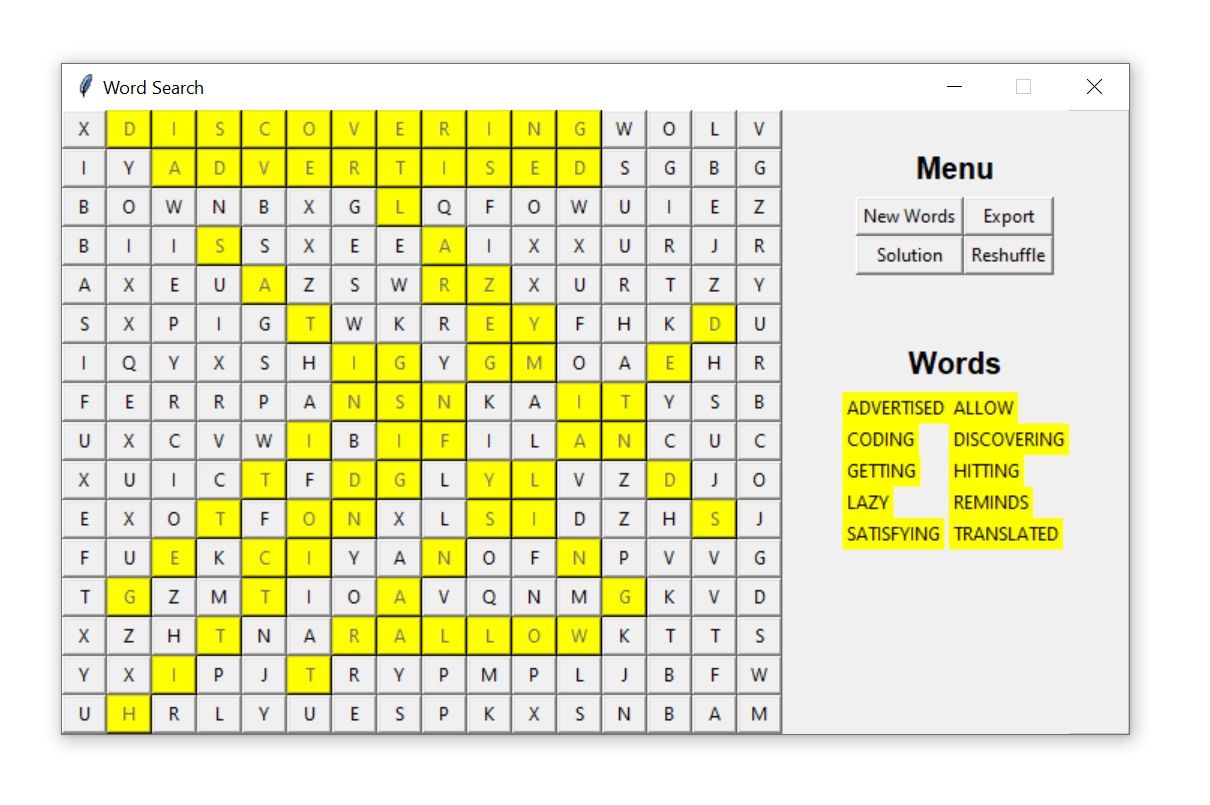 Word Search
X D I S C O V E R I N G W O L V
I Y A D V E R T I S E D S G B G
B O W N B X G L Q F O W U I E Z
B I I S S X E E A I X X U R J R
A X E U A Z S W R Z X U R T Z Y
S X P I G T W K R E Y F H K D U
I Q Y X S H I G Y G M O A E H R
F E R R P A N S N K A I T Y S B
U X C V W I B I F I L A N C U C
X U I C T F D G L Y L V Z D J O
E X O T F O N X L S I D Z H S J
F U E K C I Y A N O F N P V V G
T G Z M T I O A V Q N M G K V D
X Z H T N A R A L L O W K T T S
Y X I P J T R Y P M P L J B F W
U H R L Y U E S P K X S N B A M
Menu
New Words Export
Solution Reshuffle
Words
ADVERTISED ALLOW
CODING DISCOVERING
GETTING HITTING
LAZY REMINDS
SATISFYING TRANSLATED